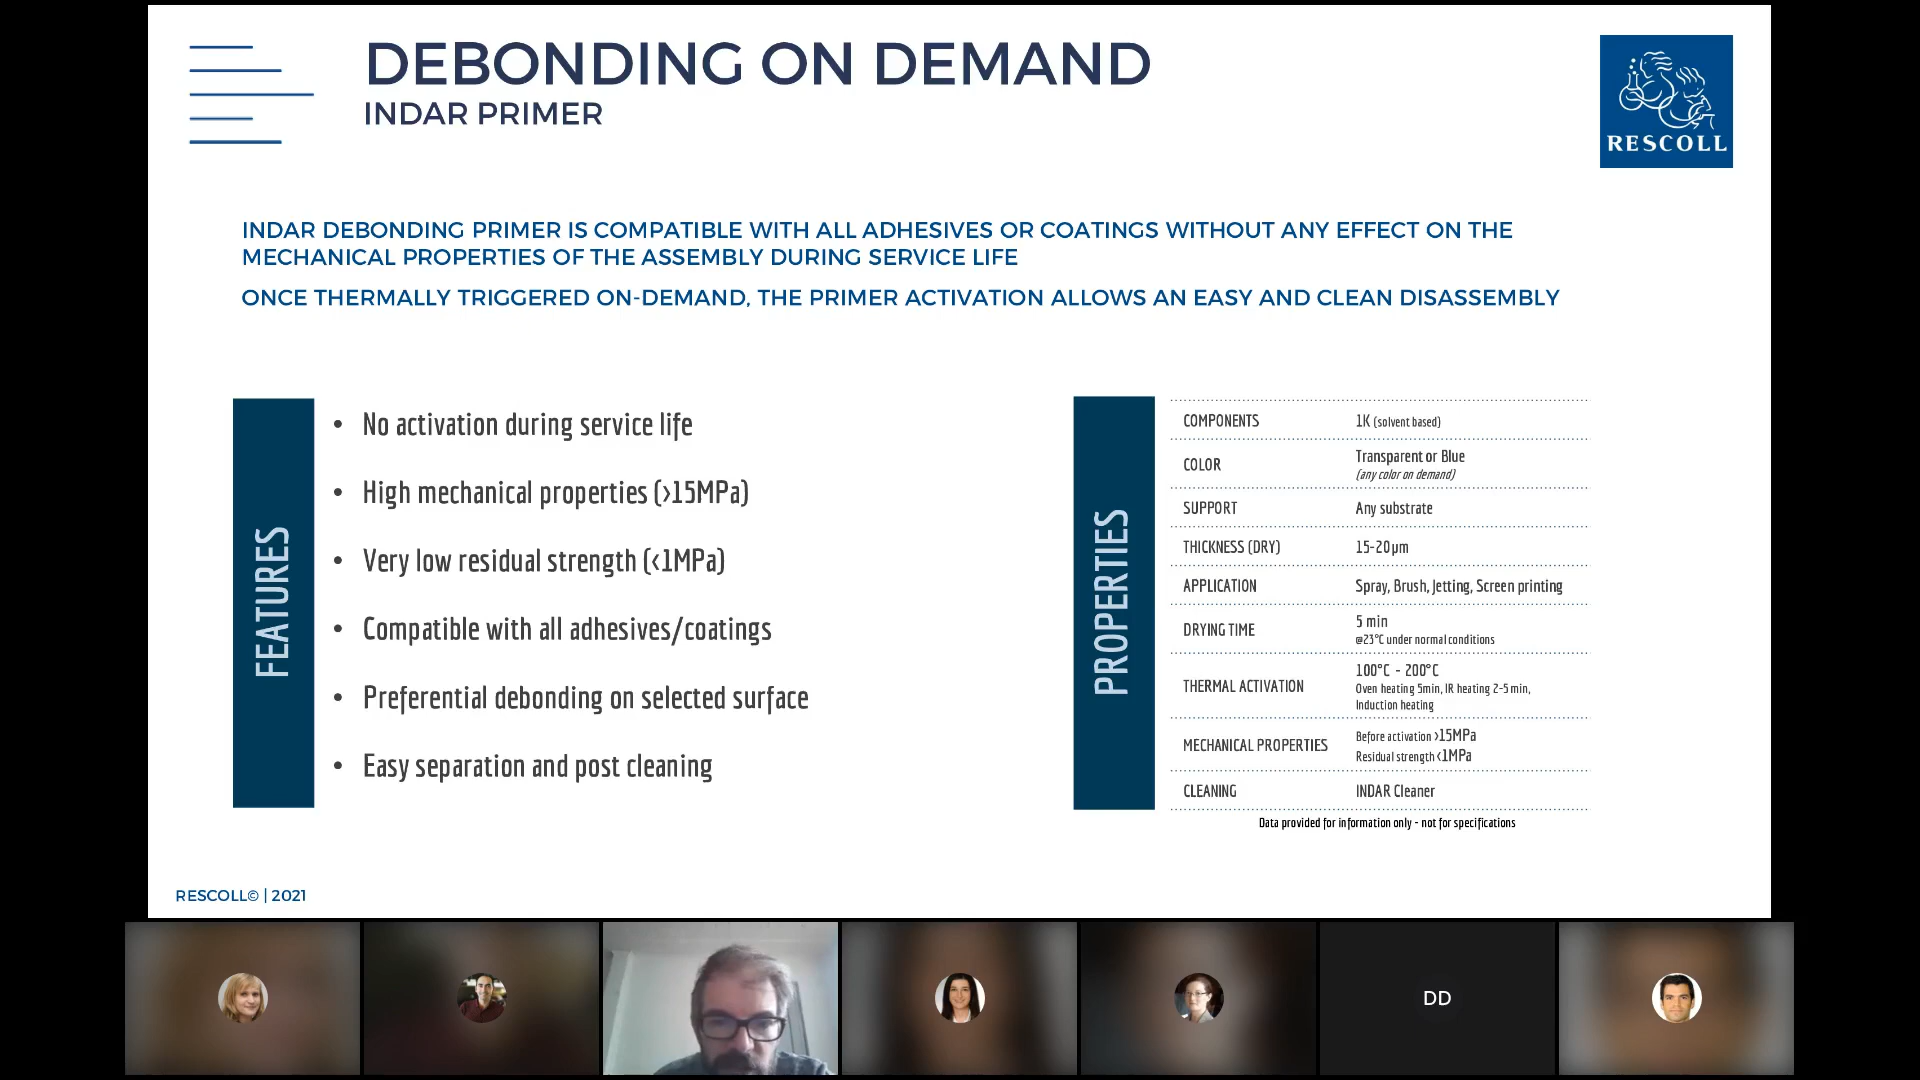 DEBONDING ON DEMAND
INDAR PRIMER
RESCOLL
INDAR DEBONDING PRIMER IS COMPATIBLE WITH ALL ADHESIVES OR COATINGS WITHOUT ANY EFFECT ON THE
MECHANICAL PROPERTIES OF THE ASSEMBLY DURING SERVICE LIFE
ONCE THERMALLY TRIGGERED ON-DEMAND, THE PRIMER ACTIVATION ALLOWS AN EASY AND CLEAN DISASSEMBLY
FEATURES
• No activation during service life
• High mechanical properties (>15MPa)
• Very low residual strength (<1MPa)
• Compatible with all adhesives/coatings
• Preferential debonding on selected surface
• Easy separation and post cleaning
PROPERTIES
COMPONENTS 1K (solvent based)
COLOR Transparent or Blue
(any color on demand)
SUPPORT Any substrate
THICKNESS (DRY) 15-20µm
APPLICATION Spray, Brush, Jetting, Screen printing
DRYING TIME 5 min
@23°C under normal conditions
THERMAL ACTIVATION 100°C - 200°C
Oven heating 5min, IR heating 2-5 min,
Induction heating
MECHANICAL PROPERTIES Before activation >15MPa
Residual strength <1MPa
CLEANING INDAR Cleaner
Data provided for information only - not for specifications
RESCOLL© | 2021
DD